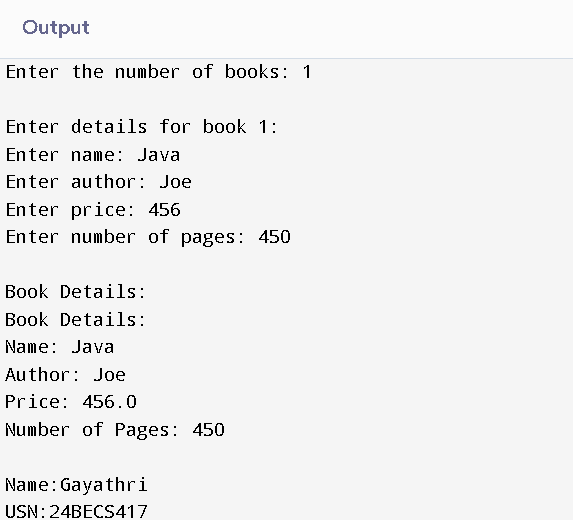 Output
Enter the number of books: 1
Enter details for book 1:
Enter name: Java
Enter author: Joe
Enter price: 456
Enter number of pages: 450
Book Details:
Book Details:
Name: Java
Author: Joe
Price: 456.0
Number of Pages: 450
Name:Gayathri
USN:24BECS417